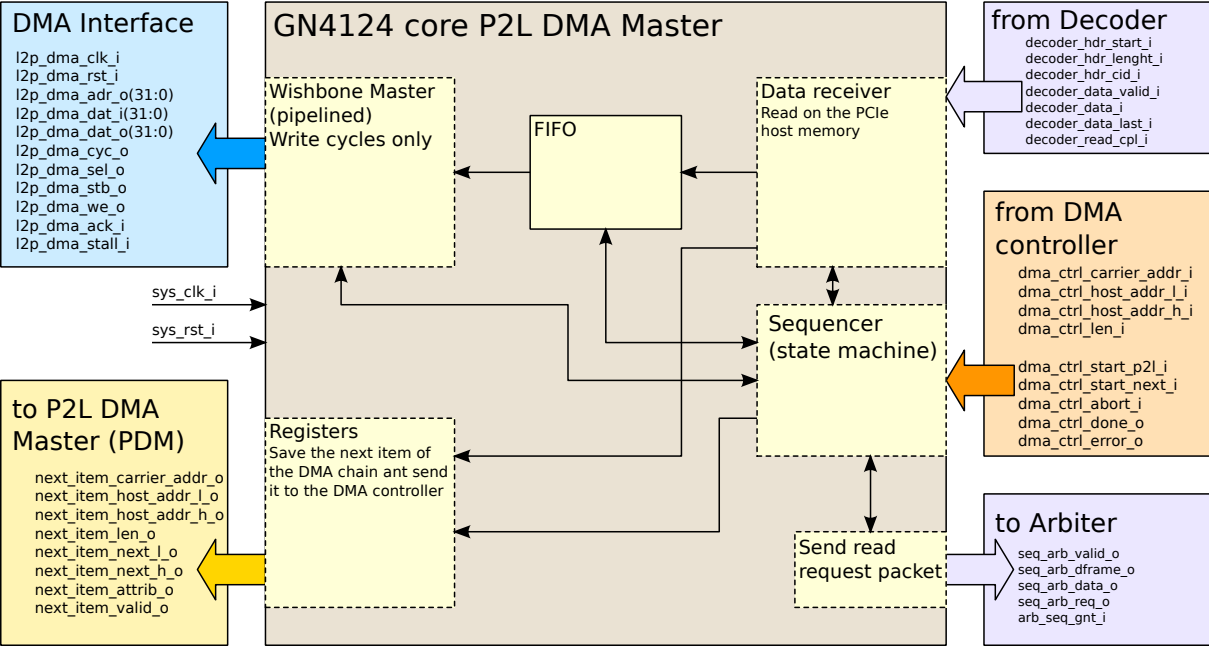 DMA Interface
l2p_dma_clk_i
l2p_dma_rst_i
l2p_dma_adr_o(31:0)
l2p_dma_dat_i(31:0)
l2p_dma_dat_o(31:0)
l2p_dma_cyc_o
l2p_dma_sel_o
l2p_dma_stb_o
l2p_dma_we_o
l2p_dma_ack_i
l2p_dma_stall_i
sys_clk_i
sys_rst_i
to P2L DMA
Master (PDM)
next_item_carrier_addr_o
next_item_host_addr_l_o
next_item_host_addr_h_o
next_item_len_o
next_item_next_l_o
next_item_next_h_o
next_item_attrib_o
next_item_valid_o
GN4124 core P2L DMA Master
Wishbone Master
(pipelined)
Write cycles only
FIFO
Data receiver
Read on the PCIe
host memory
Sequencer
(state machine)
Registers
Save the next item of
the DMA chain ant send
it to the DMA controller
Send read
request packet
from Decoder
decoder_hdr_start_i
decoder_hdr_lenght_i
decoder_hdr_cid_i
decoder_data_valid_i
decoder_data_i
decoder_data_last_i
decoder_read_cpl_i
from DMA
controller
dma_ctrl_carrier_addr_i
dma_ctrl_host_addr_l_i
dma_ctrl_host_addr_h_i
dma_ctrl_len_i
dma_ctrl_start_p2l_i
dma_ctrl_start_next_i
dma_ctrl_abort_i
dma_ctrl_done_o
dma_ctrl_error_o
to Arbiter
seq_arb_valid_o
seq_arb_dframe_o
seq_arb_data_o
seq_arb_req_o
arb_seq_gnt_i